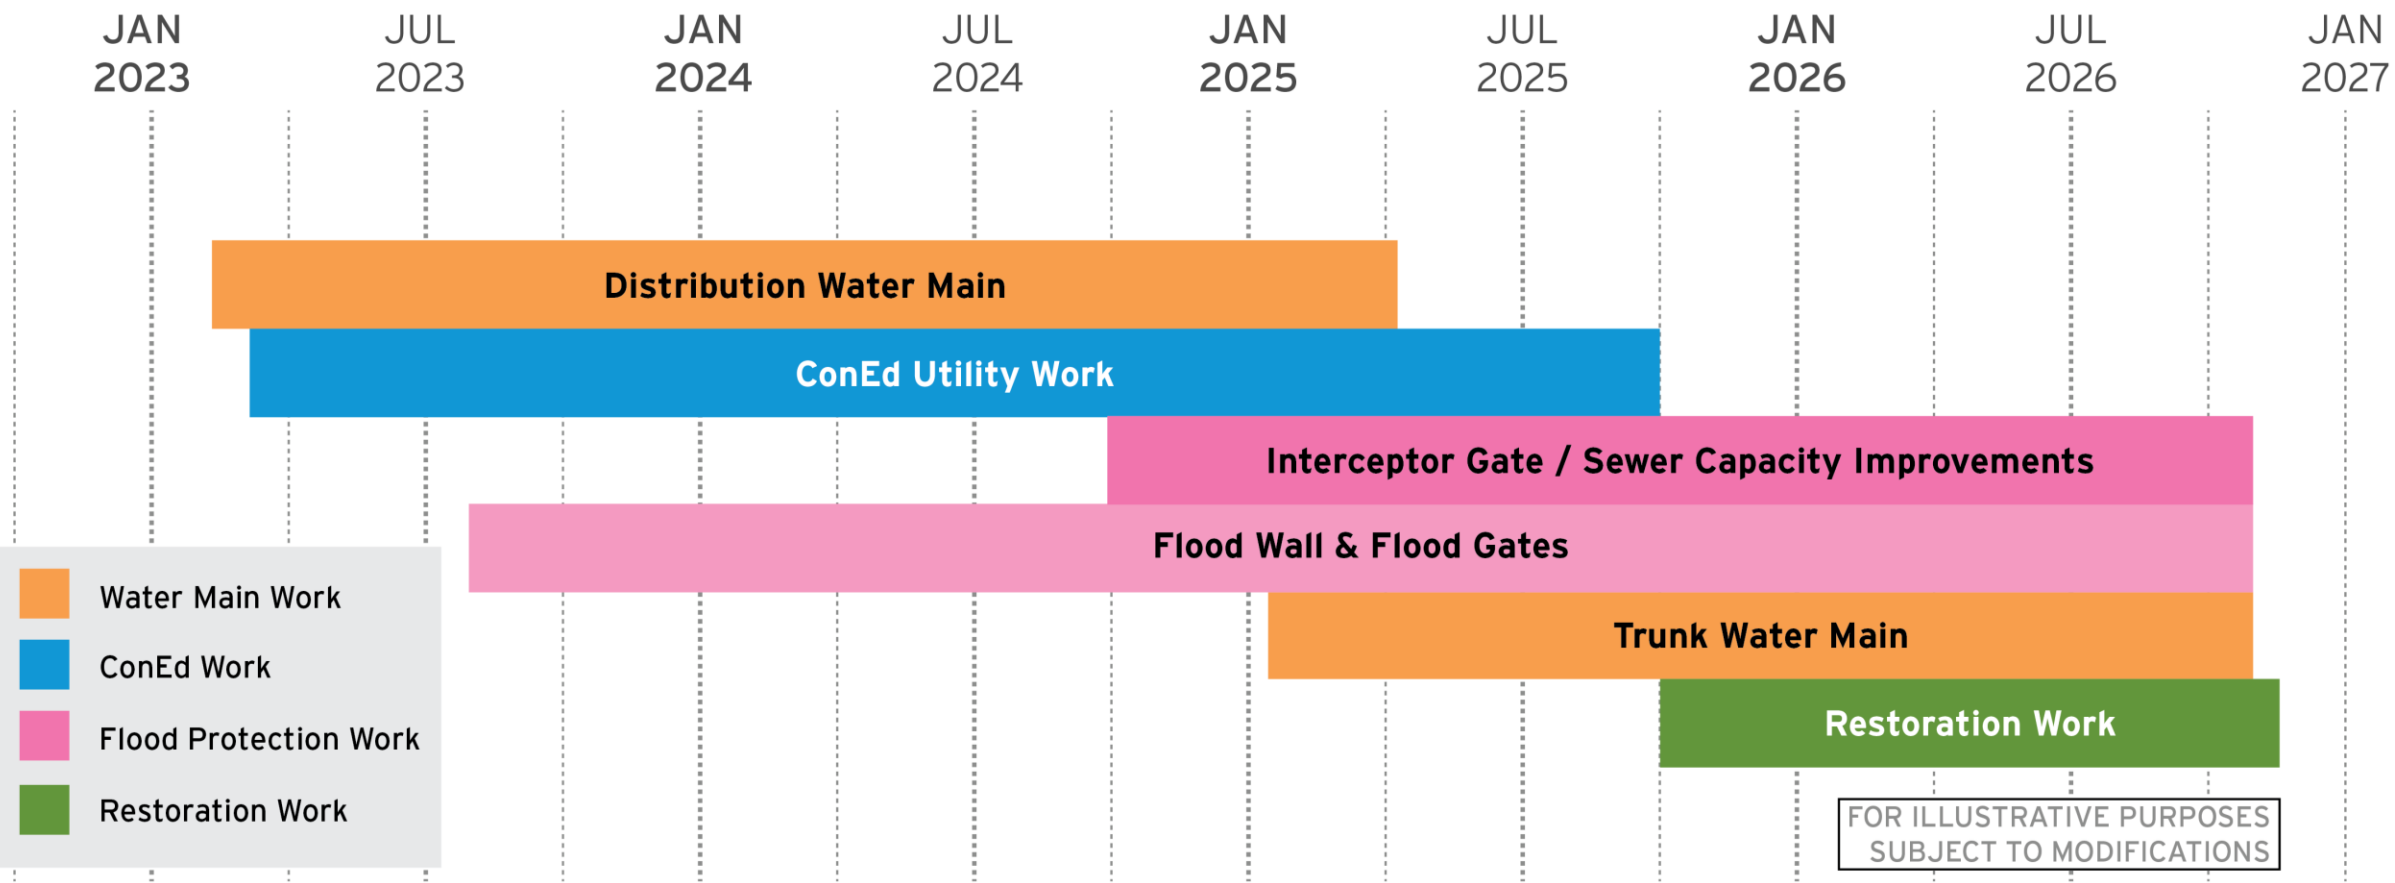 JAN JUL JAN JUL JAN JUL JAN JUL JAN
2023 2023 2024 2024 2025 2025 2026 2026 2027
Distribution Water Main
ConEd Utility Work
Interceptor Gate / Sewer Capacity Improvements
Flood Wall & Flood Gates
Trunk Water Main
Restoration Work
Water Main Work
ConEd Work
Flood Protection Work
Restoration Work
FOR ILLUSTRATIVE PURPOSES
SUBJECT TO MODIFICATIONS